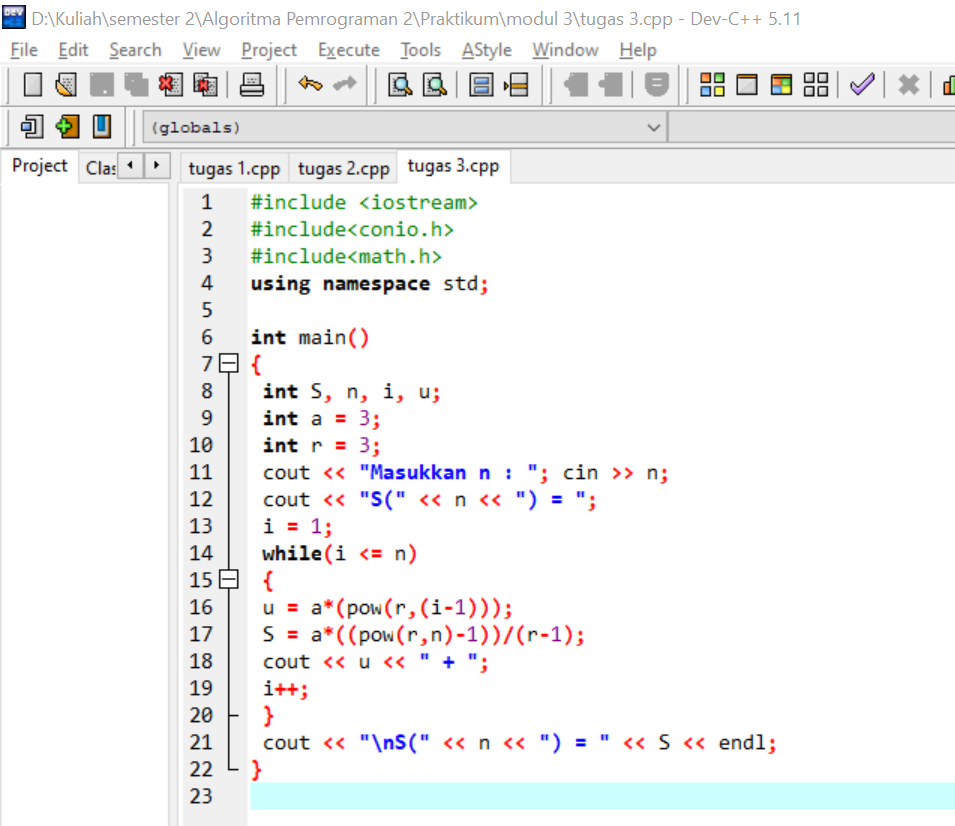 D:\Kuliah\semester 2\Algoritma Pemrograman 2\Praktikum\modul 3\tugas 3.cpp - Dev-C++ 5.11
File Edit Search View Project Execute Tools AStyle Window Help
(globals)
Project Clas tugas 1.cpp tugas 2.cpp tugas 3.cpp
1 #include <iostream>
2 #include<conio.h>
3 #include<math.h>
4 using namespace std;
5
6 int main()
7 {
8 int S, n, i, u;
9 int a = 3;
10 int r = 3;
11 cout << "Masukkan n : "; cin >> n;
12 cout << "S(" << n << ") = ";
13 i = 1;
14 while(i <= n)
15 {
16 u = a*(pow(r,(i-1)));
17 S = a*((pow(r,n)-1))/(r-1);
18 cout << u << " + ";
19 i++;
20 }
21 cout << "\nS(" << n << ") = " << S << endl;
22 }
23